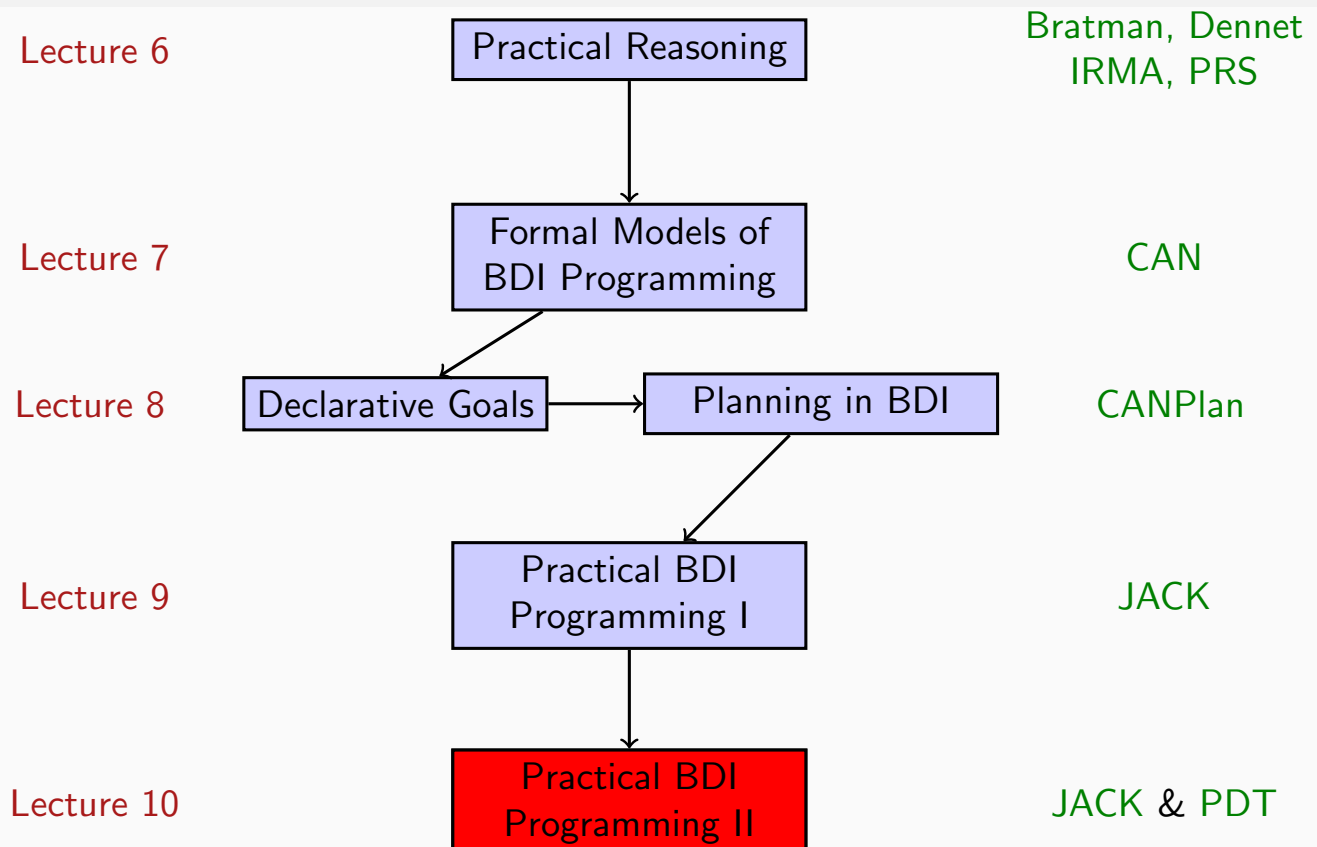 Lecture 6
Practical Reasoning
Bratman, Dennet
IRMA, PRS
Lecture 7
Formal Models of
BDI Programming
CAN
Lecture 8
Declarative Goals
Planning in BDI
CANPlan
Lecture 9
Practical BDI
Programming I
JACK
Lecture 10
Practical BDI
Programming II
JACK & PDT